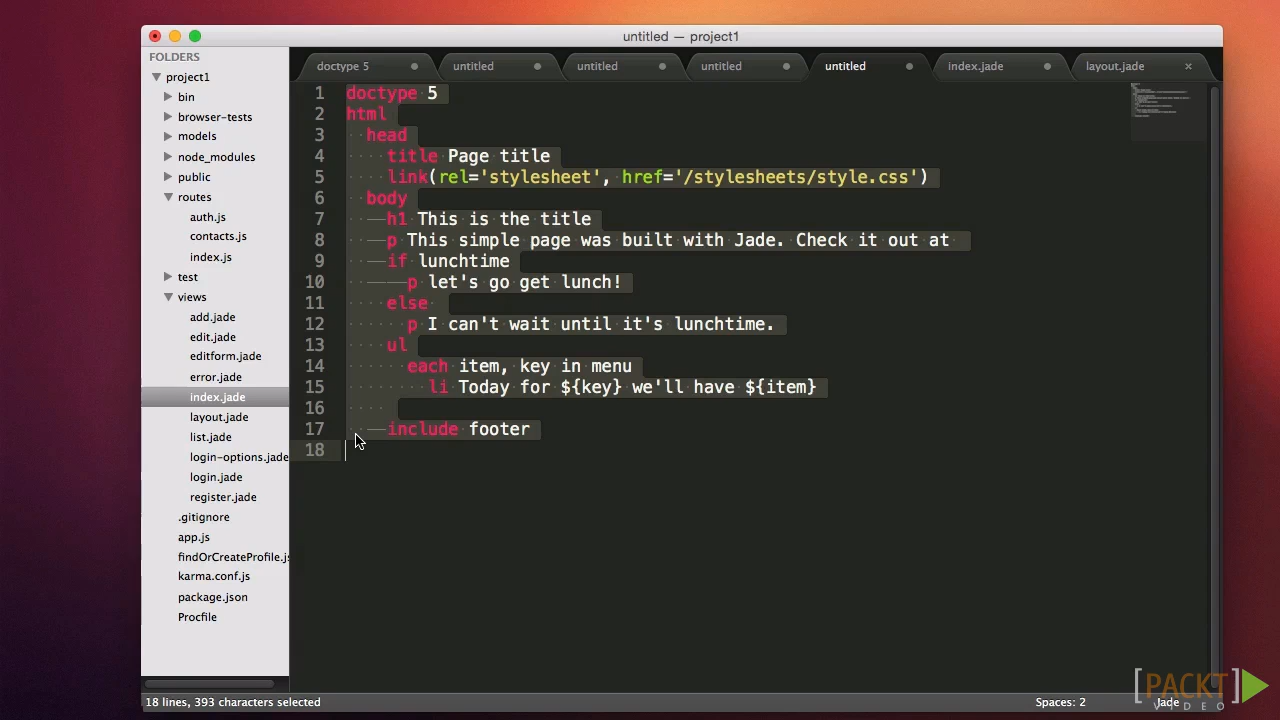 untitled — project1
FOLDERS
project1
bin
browser-tests
models
node_modules
public
routes
auth.js
contacts.js
index.js
test
views
add.jade
edit.jade
editform.jade
error.jade
index.jade
layout.jade
list.jade
login-options.jade
login.jade
register.jade
.gitignore
app.js
findOrCreateProfile.js
karma.conf.js
package.json
Procfile
doctype 5 untitled untitled untitled untitled index.jade layout.jade
1 doctype 5
2 html
3 head
4 title Page title
5 link(rel='stylesheet', href='/stylesheets/style.css')
6 body
7 h1 This is the title
8 p This simple page was built with Jade. Check it out at
9 if lunchtime
10 p let's go get lunch!
11 else
12 p I can't wait until it's lunchtime.
13 ul
14 each item, key in menu
15 li Today for ${key} we'll have ${item}
16
17 include footer
18
18 lines, 393 characters selected
Spaces: 2
Jade
[PACKT]
VIDEO